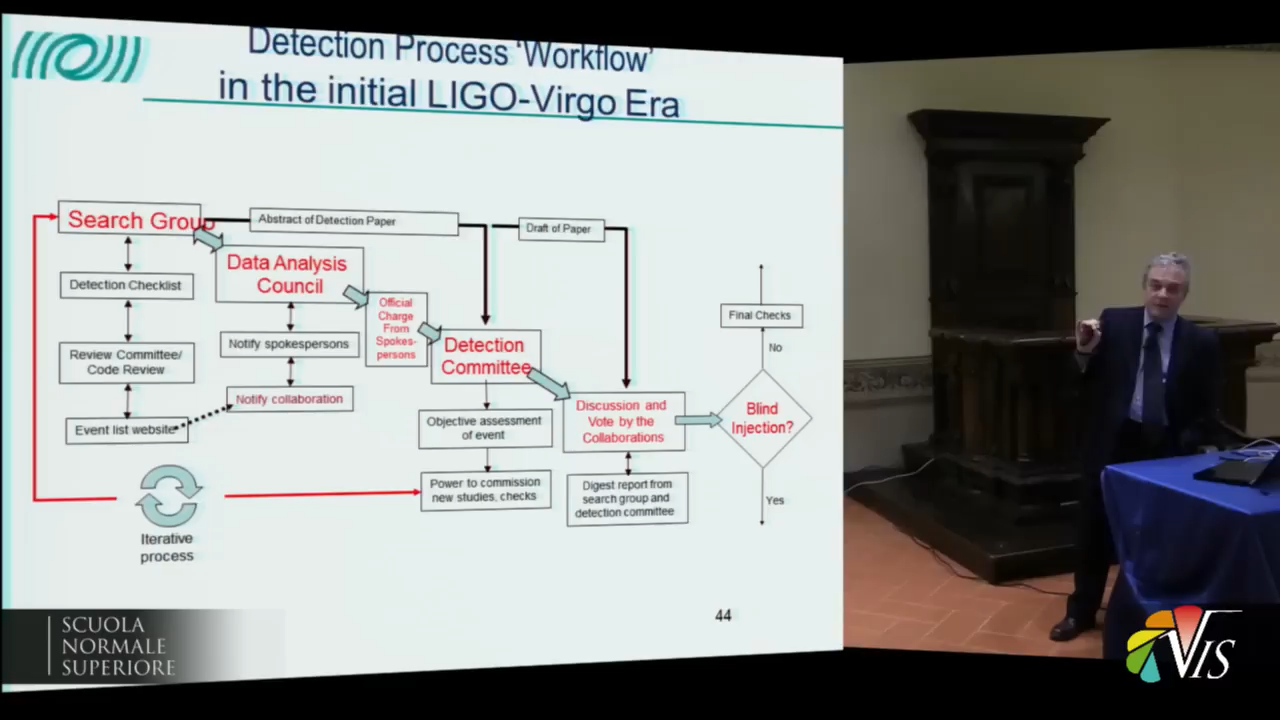 Detection Process 'Workflow'
in the initial LIGO-Virgo Era
Search Group
Abstract of Detection Paper
Draft of Paper
Data Analysis
Council
Detection Checklist
Official
Charge
From
Spokes-
persons
Final Checks
Notify spokespersons
Detection
Committee
No
Review Committee/
Code Review
Notify collaboration
Discussion and
Vote by the
Collaborations
Blind
Injection?
Event list website
Objective assessment
of event
Power to commission
new studies, checks
Digest report from
search group and
detection committee
Yes
Iterative
process
44
SCUOLA
NORMALE
SUPERIORE
VIS